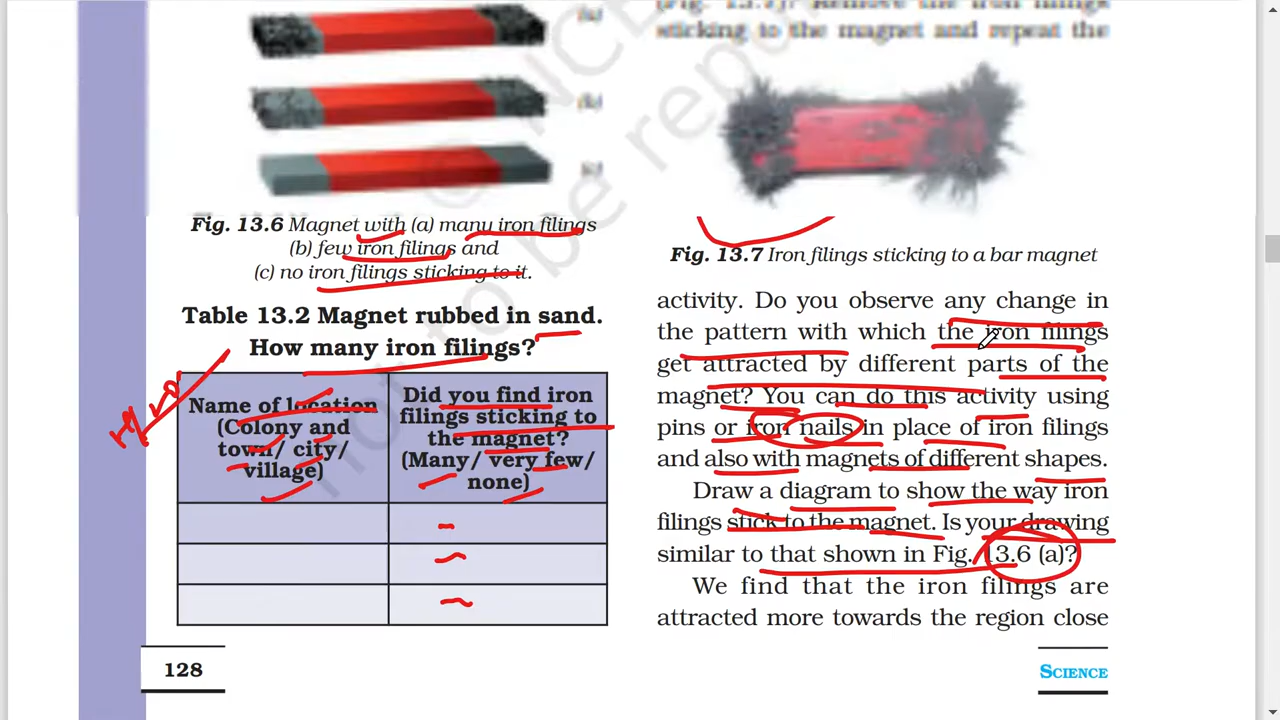 (a)
(b)
(c)
Fig. 13.6 Magnet with (a) many iron filings
(b) few iron filings and
(c) no iron filings sticking to it.
Table 13.2 Magnet rubbed in sand.
How many iron filings?
Name of location
(Colony and
town/ city/
village)
Did you find iron
filings sticking to
the magnet?
(Many/ very few/
none)
128
sticking to the magnet and repeat the
Fig. 13.7 Iron filings sticking to a bar magnet
activity. Do you observe any change in
the pattern with which the iron filings
get attracted by different parts of the
magnet? You can do this activity using
pins or iron nails in place of iron filings
and also with magnets of different shapes.
Draw a diagram to show the way iron
filings stick to the magnet. Is your drawing
similar to that shown in Fig. 13.6 (a)?
We find that the iron filings are
attracted more towards the region close
SCIENCE